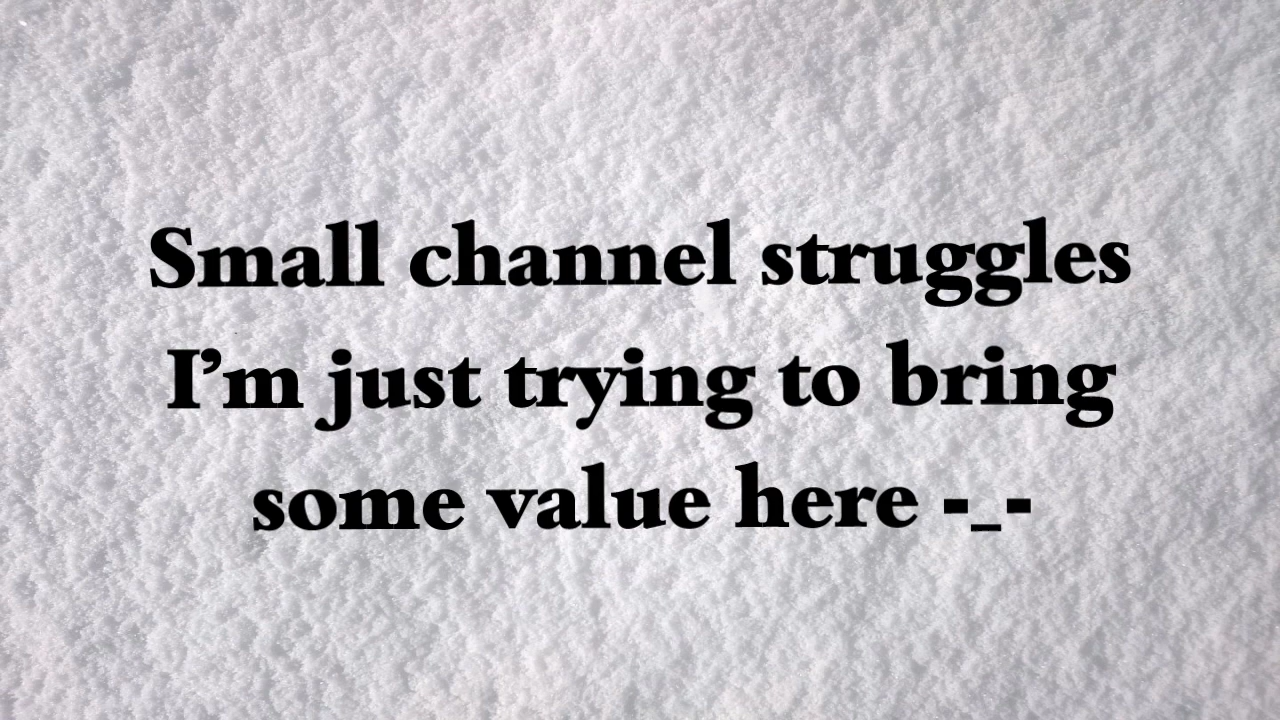 Small channel struggles
I’m just trying to bring
some value here -_-